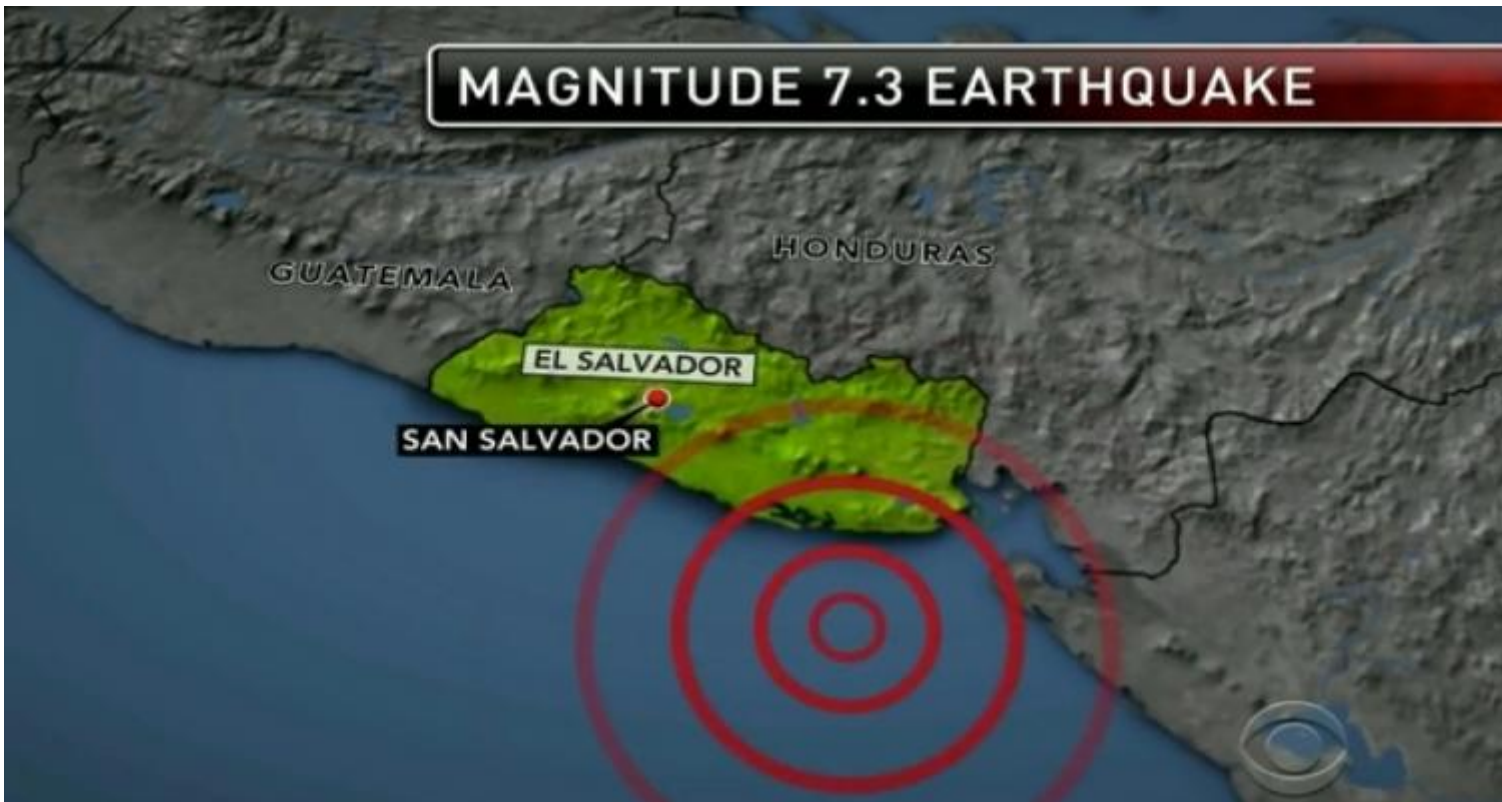 MAGNITUDE 7.3 EARTHQUAKE
HONDURAS
GUATEMALA
EL SALVADOR
SAN SALVADOR